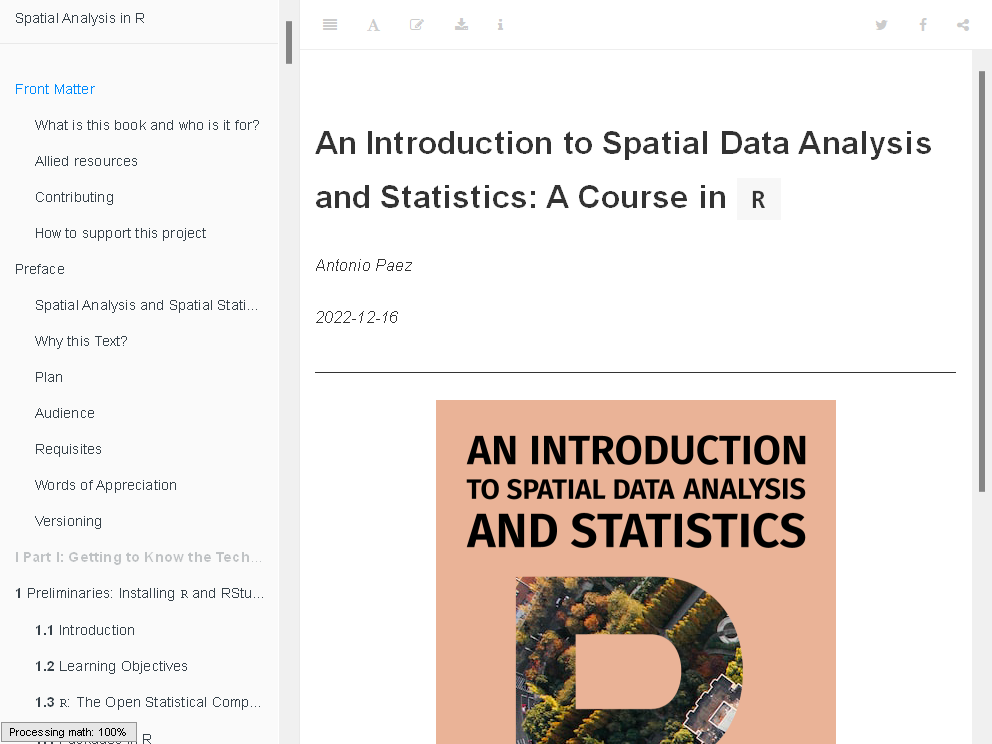 Spatial Analysis in R
Front Matter
What is this book and who is it for?
Allied resources
Contributing
How to support this project
Preface
Spatial Analysis and Spatial Stati...
Why this Text?
Plan
Audience
Requisites
Words of Appreciation
Versioning
I Part I: Getting to Know the Tech...
1 Preliminaries: Installing R and RStu...
1.1 Introduction
1.2 Learning Objectives
1.3 R: The Open Statistical Comp...
Processing math: 100%
An Introduction to Spatial Data Analysis
and Statistics: A Course in R
Antonio Paez
2022-12-16
AN INTRODUCTION
TO SPATIAL DATA ANALYSIS
AND STATISTICS
R